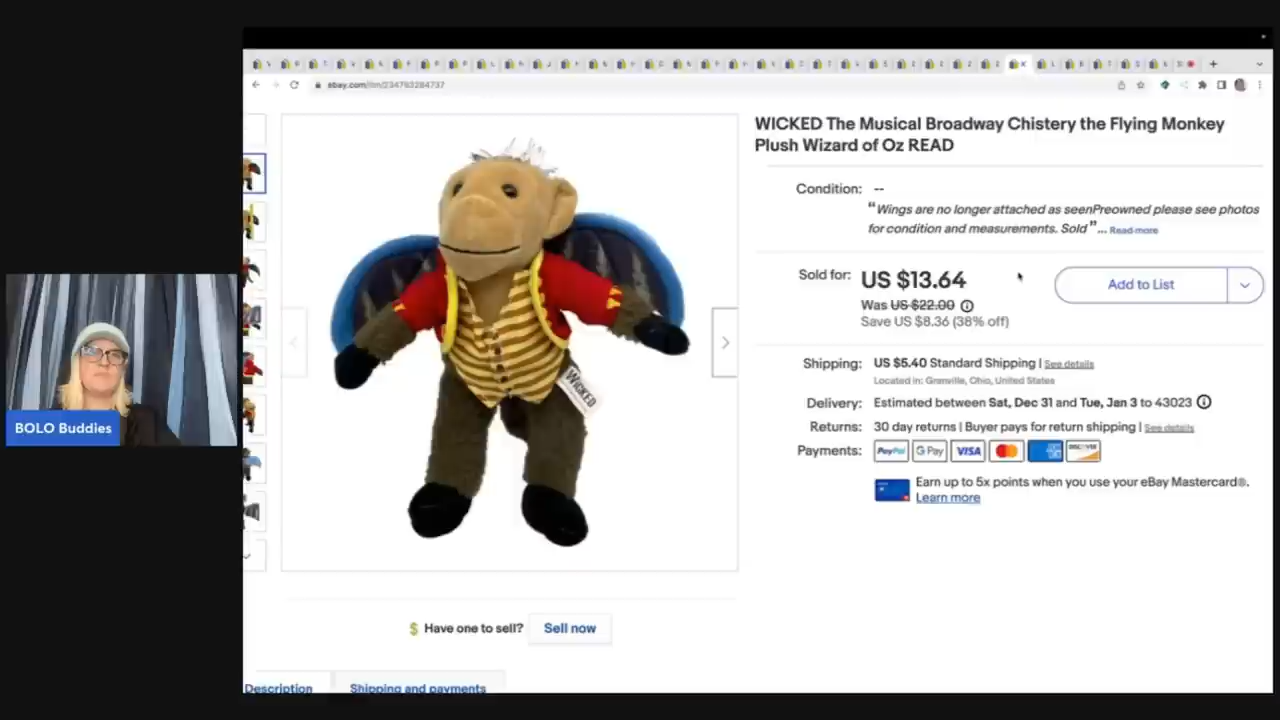 ebay.com/itm/234763284737
WICKED The Musical Broadway Chistery the Flying Monkey
Plush Wizard of Oz READ
Condition: --
“Wings are no longer attached as seenPreowned please see photos
for condition and measurements. Sold ”... Read more
Sold for: US $13.64
Add to List
Was US $22.00
Save US $8.36 (38% off)
Shipping: US $5.40 Standard Shipping | See details
Located in: Granville, Ohio, United States
Delivery: Estimated between Sat, Dec 31 and Tue, Jan 3 to 43023
Returns: 30 day returns | Buyer pays for return shipping | See details
Payments: PayPal G Pay VISA DISCOVER
Earn up to 5x points when you use your eBay Mastercard®.
Learn more
WICKED
BOLO Buddies
$ Have one to sell? Sell now
Description Shipping and payments